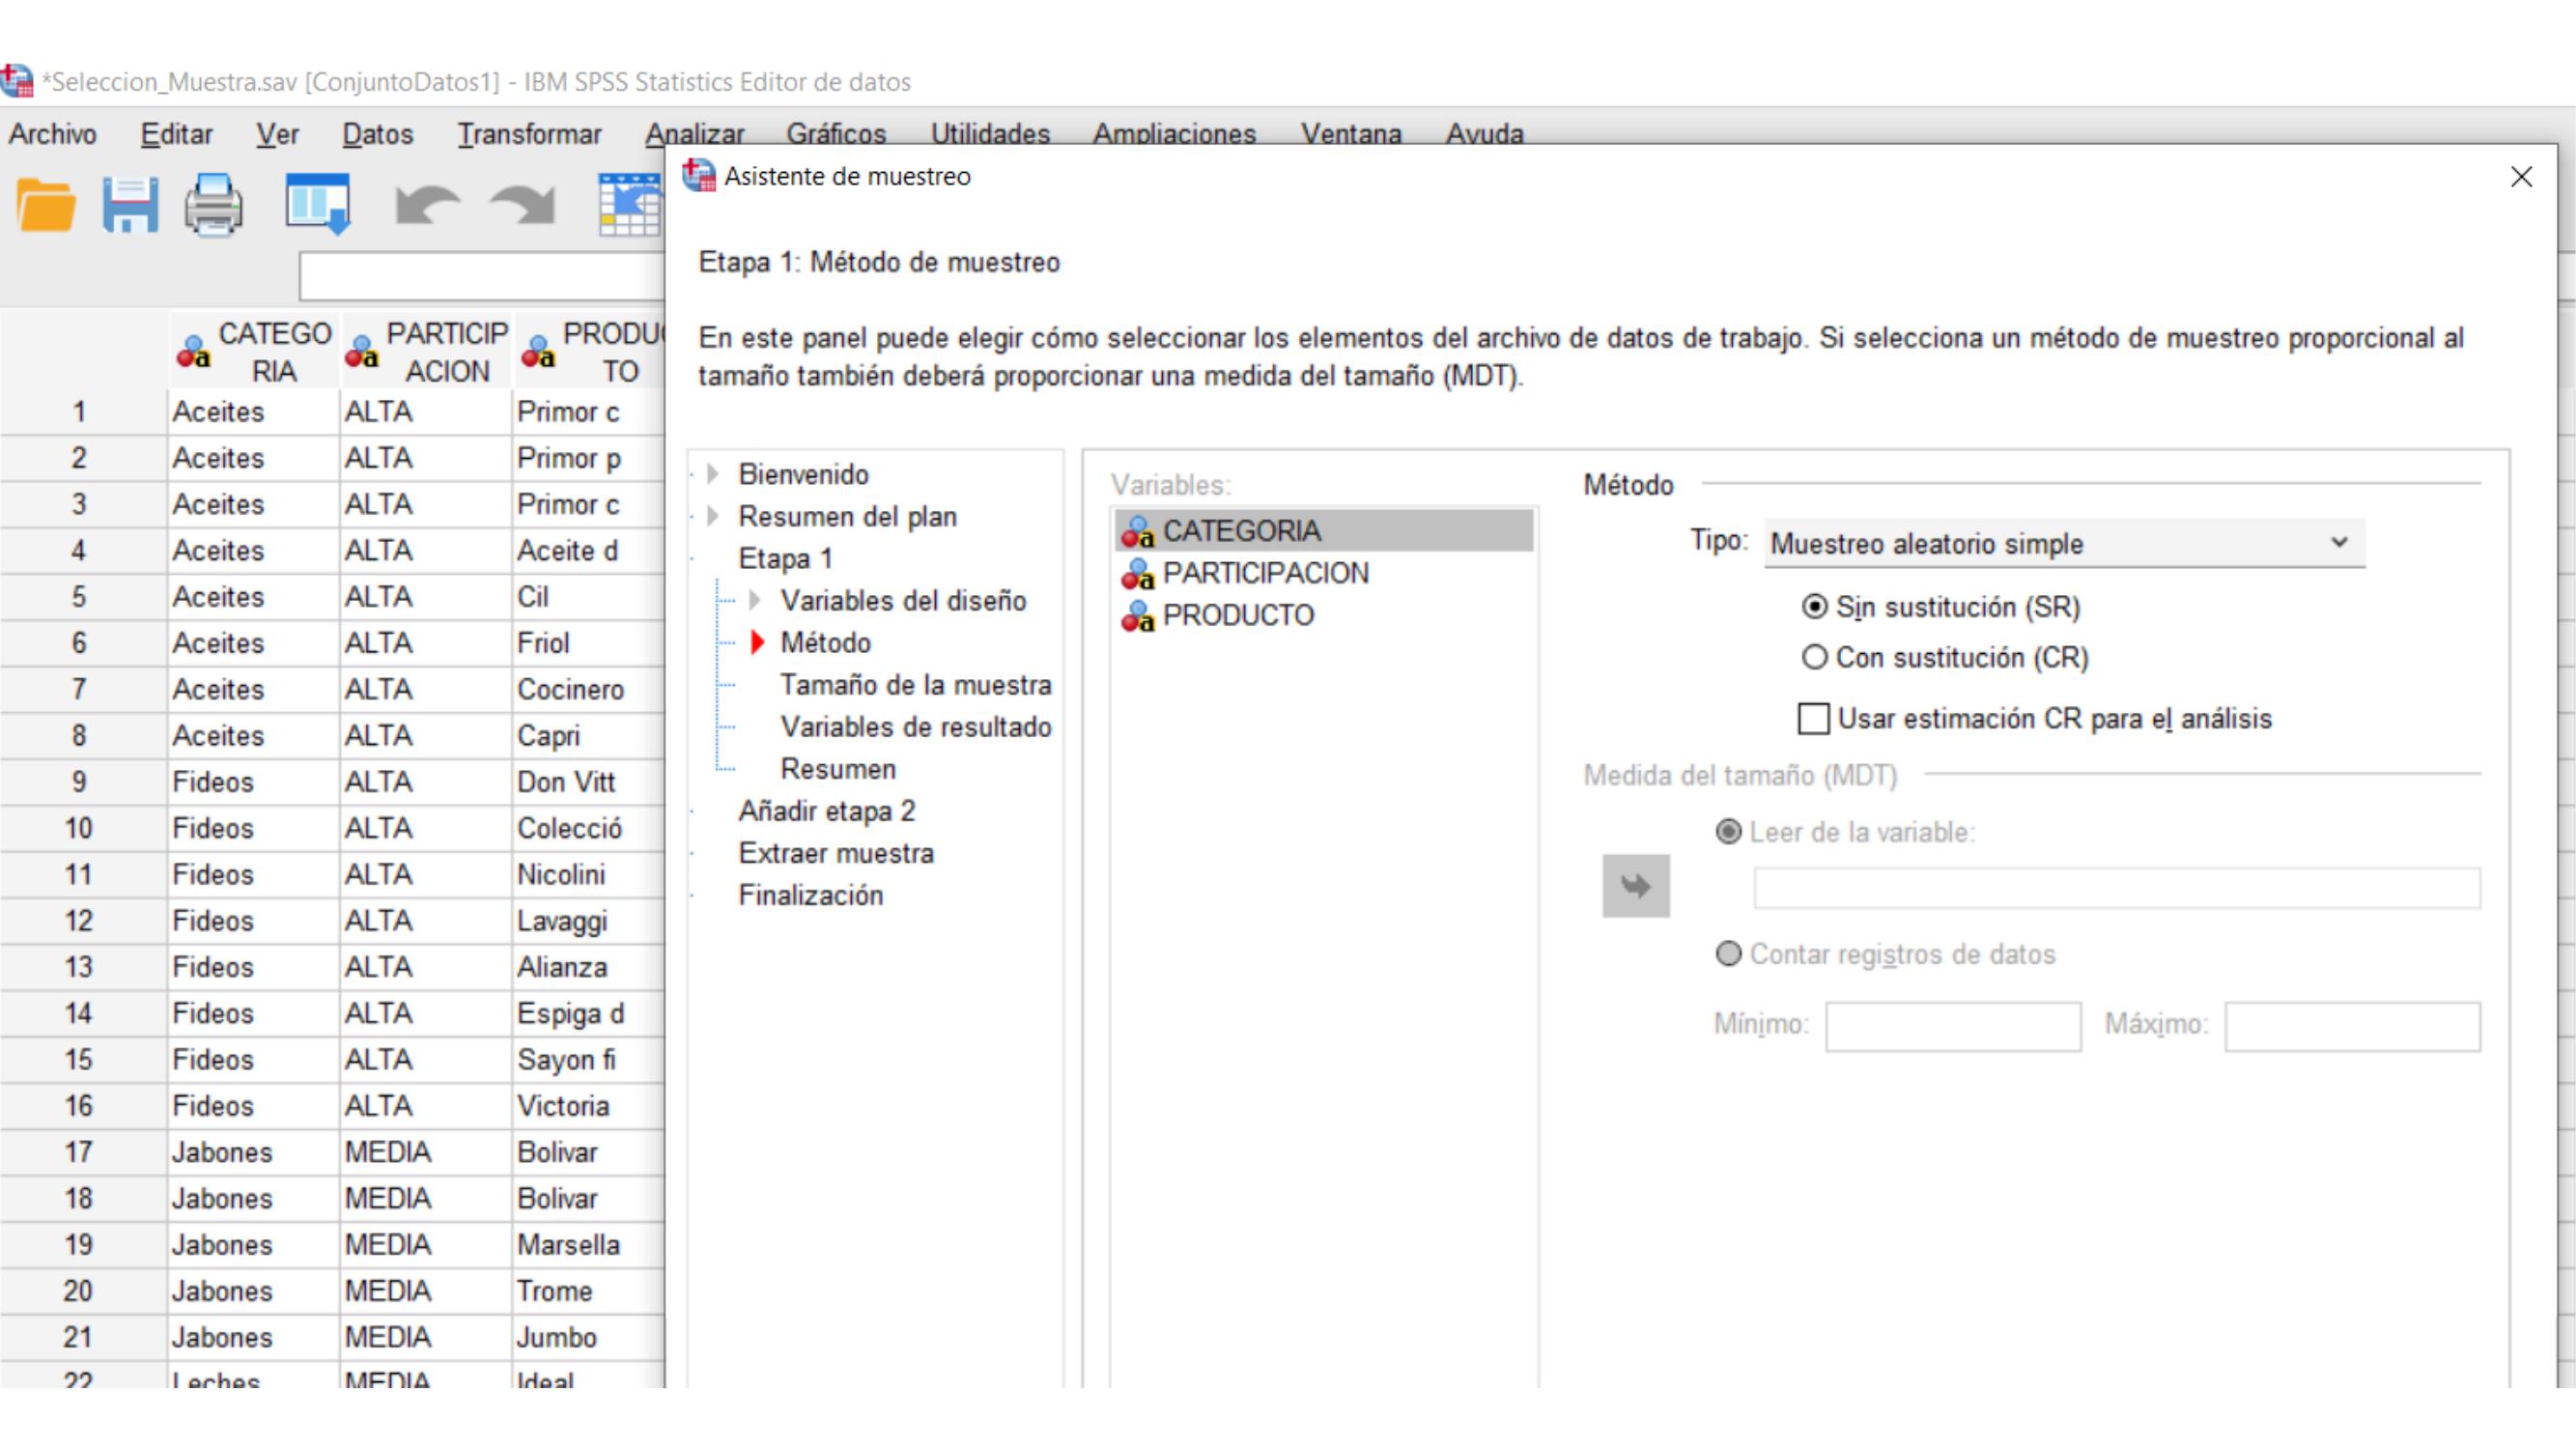 *Seleccion_Muestra.sav [ConjuntoDatos1] - IBM SPSS Statistics Editor de datos
Archivo Editar Ver Datos Transformar Analizar Gráficos Utilidades Ampliaciones Ventana Ayuda
Asistente de muestreo
Etapa 1: Método de muestreo
En este panel puede elegir cómo seleccionar los elementos del archivo de datos de trabajo. Si selecciona un método de muestreo proporcional al
tamaño también deberá proporcionar una medida del tamaño (MDT).
CATEGO PARTICIP PRODUC
RIA ACION TO
1 Aceites ALTA Primor c
2 Aceites ALTA Primor p
3 Aceites ALTA Primor c
4 Aceites ALTA Aceite d
5 Aceites ALTA Cil
6 Aceites ALTA Friol
7 Aceites ALTA Cocinero
8 Aceites ALTA Capri
9 Fideos ALTA Don Vitt
10 Fideos ALTA Colecció
11 Fideos ALTA Nicolini
12 Fideos ALTA Lavaggi
13 Fideos ALTA Alianza
14 Fideos ALTA Espiga d
15 Fideos ALTA Sayon fi
16 Fideos ALTA Victoria
17 Jabones MEDIA Bolivar
18 Jabones MEDIA Bolivar
19 Jabones MEDIA Marsella
20 Jabones MEDIA Trome
21 Jabones MEDIA Jumbo
22 Leches MEDIA Ideal
Bienvenido
Resumen del plan
Etapa 1
Variables del diseño
Método
Tamaño de la muestra
Variables de resultado
Resumen
Añadir etapa 2
Extraer muestra
Finalización
Variables:
CATEGORIA
PARTICIPACION
PRODUCTO
Método
Tipo: Muestreo aleatorio simple
Sin sustitución (SR)
Con sustitución (CR)
Usar estimación CR para el análisis
Medida del tamaño (MDT)
Leer de la variable:
Contar registros de datos
Mínimo: Máximo: